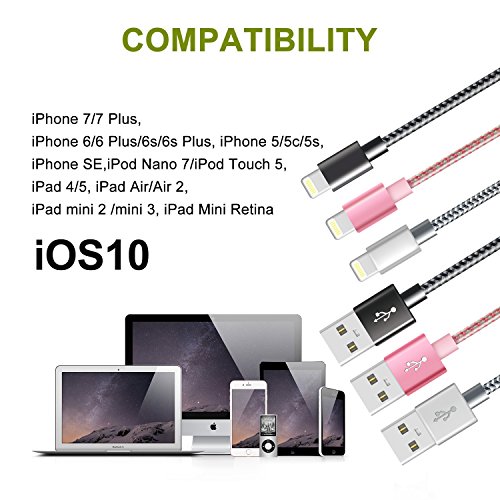 COMPATIBILITY
iPhone 7/7 Plus,
iPhone 6/6 Plus/6s/6s Plus, iPhone 5/5c/5s,
iPhone SE,iPod Nano 7/iPod Touch 5,
iPad 4/5, iPad Air/Air 2,
iPad mini 2 /mini 3, iPad Mini Retina
iOS10